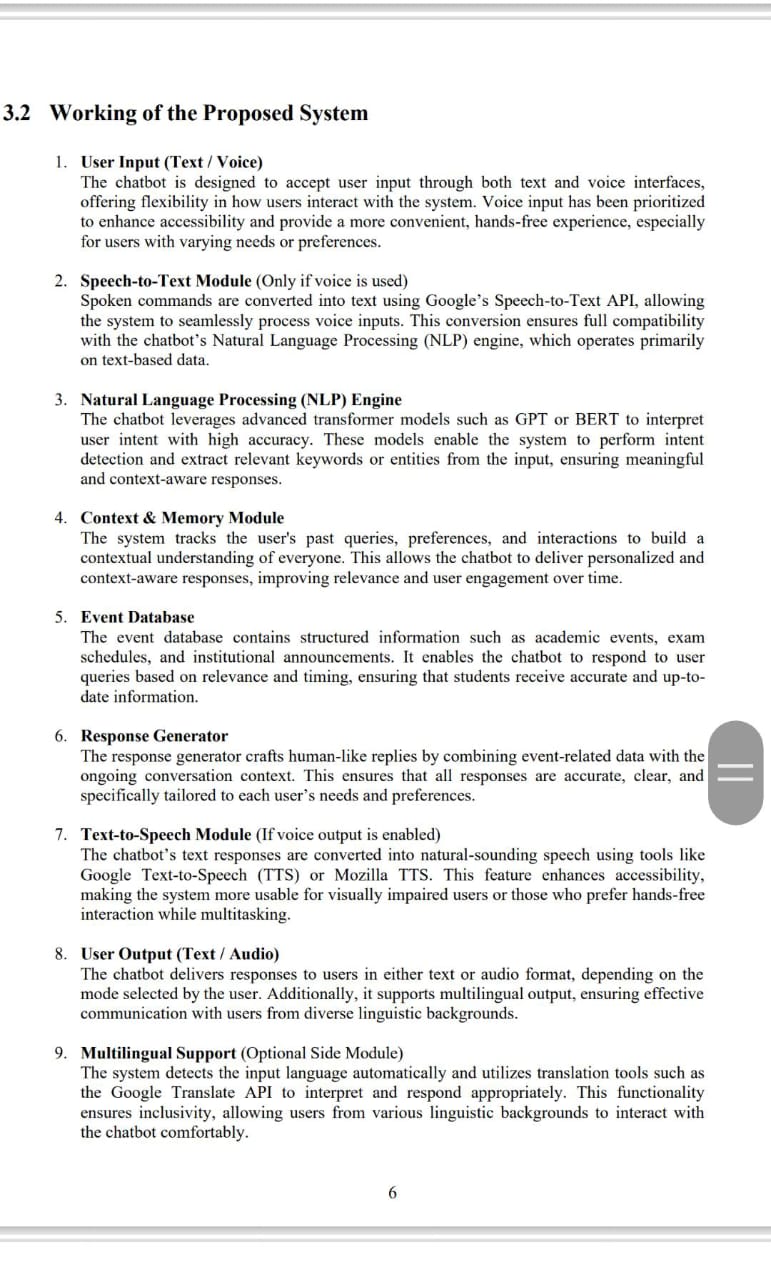 3.2 Working of the Proposed System
1. User Input (Text / Voice)
The chatbot is designed to accept user input through both text and voice interfaces,
offering flexibility in how users interact with the system. Voice input has been prioritized
to enhance accessibility and provide a more convenient, hands-free experience, especially
for users with varying needs or preferences.
2. Speech-to-Text Module (Only if voice is used)
Spoken commands are converted into text using Google’s Speech-to-Text API, allowing
the system to seamlessly process voice inputs. This conversion ensures full compatibility
with the chatbot’s Natural Language Processing (NLP) engine, which operates primarily
on text-based data.
3. Natural Language Processing (NLP) Engine
The chatbot leverages advanced transformer models such as GPT or BERT to interpret
user intent with high accuracy. These models enable the system to perform intent
detection and extract relevant keywords or entities from the input, ensuring meaningful
and context-aware responses.
4. Context & Memory Module
The system tracks the user's past queries, preferences, and interactions to build a
contextual understanding of everyone. This allows the chatbot to deliver personalized and
context-aware responses, improving relevance and user engagement over time.
5. Event Database
The event database contains structured information such as academic events, exam
schedules, and institutional announcements. It enables the chatbot to respond to user
queries based on relevance and timing, ensuring that students receive accurate and up-to-
date information.
6. Response Generator
The response generator crafts human-like replies by combining event-related data with the
ongoing conversation context. This ensures that all responses are accurate, clear, and
specifically tailored to each user’s needs and preferences.
7. Text-to-Speech Module (If voice output is enabled)
The chatbot’s text responses are converted into natural-sounding speech using tools like
Google Text-to-Speech (TTS) or Mozilla TTS. This feature enhances accessibility,
making the system more usable for visually impaired users or those who prefer hands-free
interaction while multitasking.
8. User Output (Text / Audio)
The chatbot delivers responses to users in either text or audio format, depending on the
mode selected by the user. Additionally, it supports multilingual output, ensuring effective
communication with users from diverse linguistic backgrounds.
9. Multilingual Support (Optional Side Module)
The system detects the input language automatically and utilizes translation tools such as
the Google Translate API to interpret and respond appropriately. This functionality
ensures inclusivity, allowing users from various linguistic backgrounds to interact with
the chatbot comfortably.
6